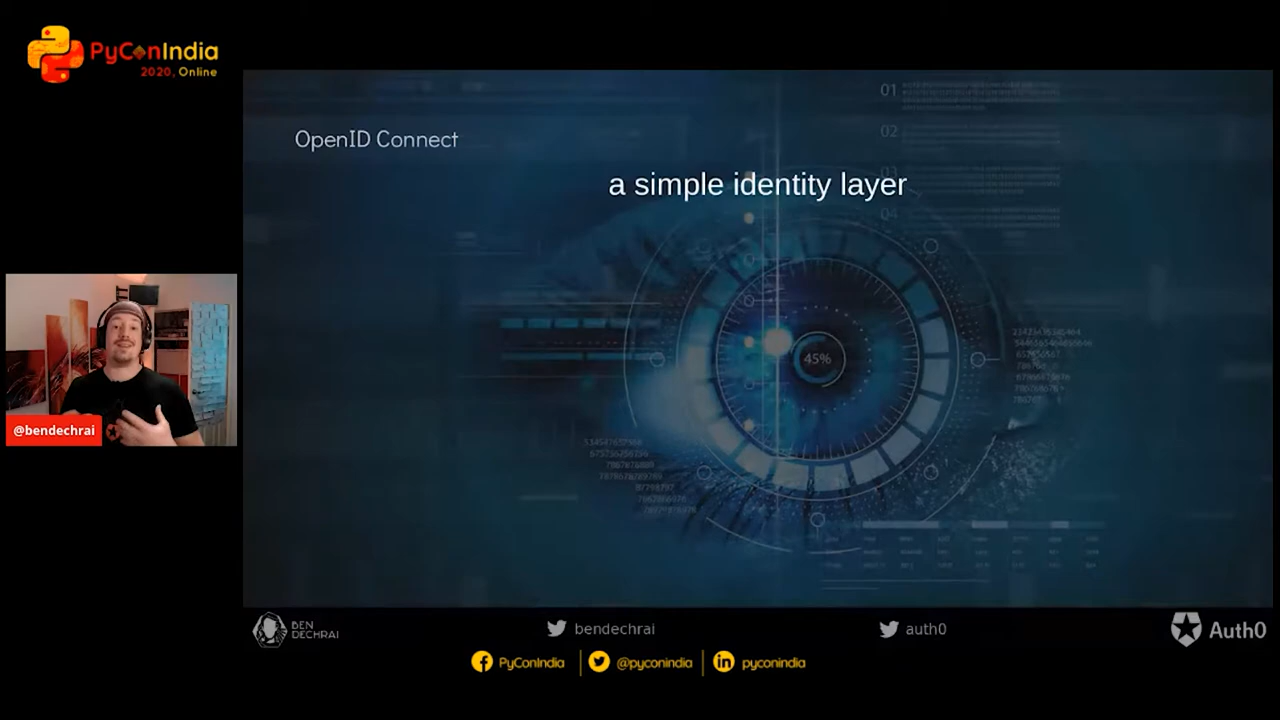 PyConIndia
2020, Online
OpenID Connect
a simple identity layer
01
02
03
04
45%
@bendechrai
BEN
DECHRAI
bendechrai
auth0
Auth0
PyConIndia
@pyconindia
pyconindia